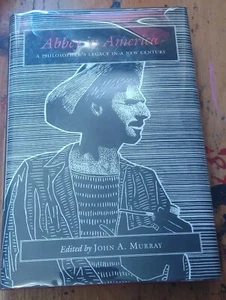 Abbey in America
A PHILOSOPHER'S LEGACY IN A NEW CENTURY
Edited by JOHN A. MURRAY